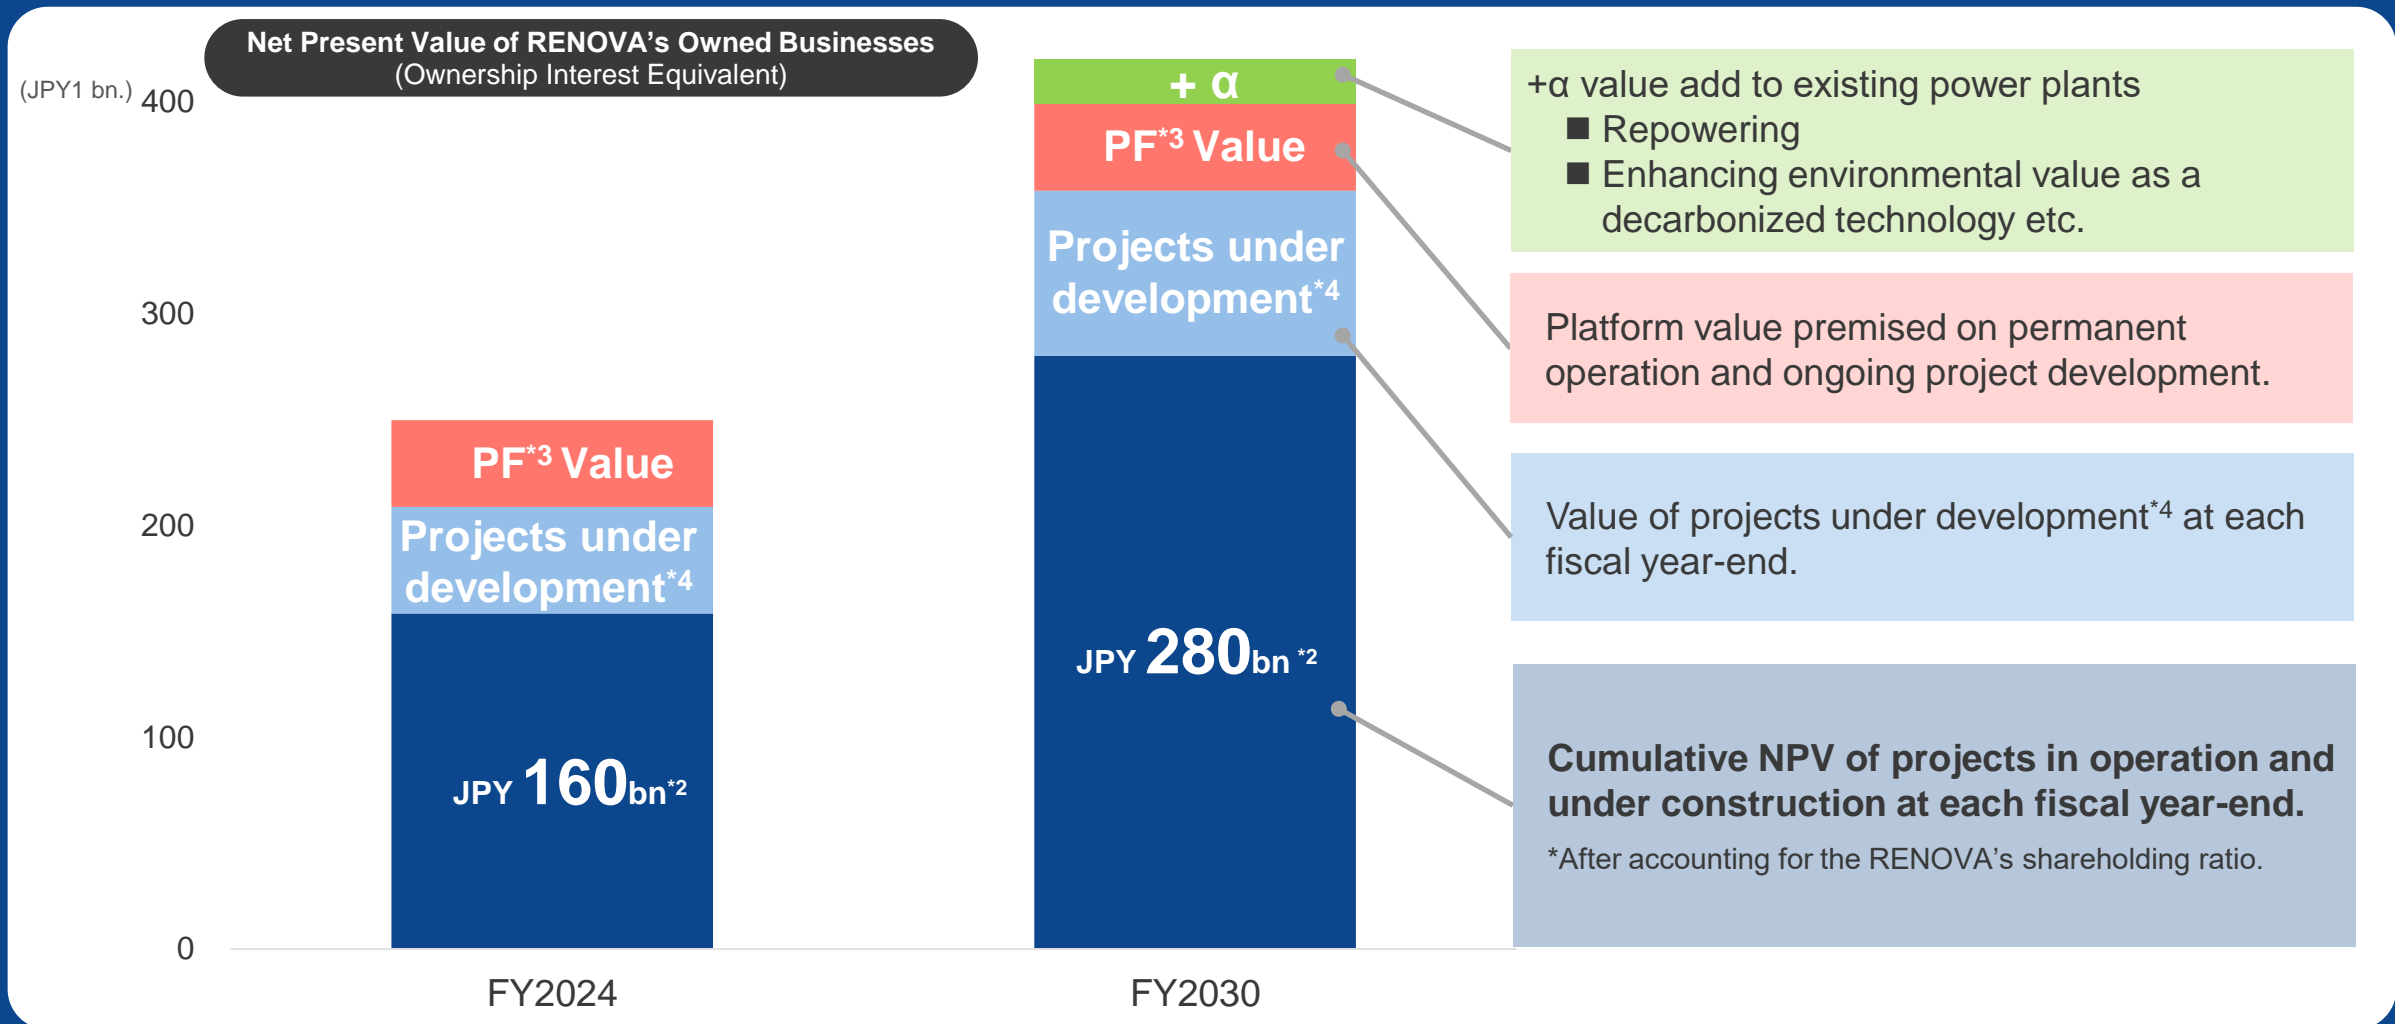 Net Present Value of RENOVA’s Owned Businesses
(Ownership Interest Equivalent)
(JPY1 bn.)
400
300
200
100
0
PF*3 Value
Projects under
development*4
JPY 160bn*2
FY2024
+ α
PF*3 Value
Projects under
development*4
JPY 280bn *2
FY2030
+α value add to existing power plants
■ Repowering
■ Enhancing environmental value as a
decarbonized technology etc.
Platform value premised on permanent
operation and ongoing project development.
Value of projects under development*4 at each
fiscal year-end.
Cumulative NPV of projects in operation and
under construction at each fiscal year-end.
*After accounting for the RENOVA’s shareholding ratio.